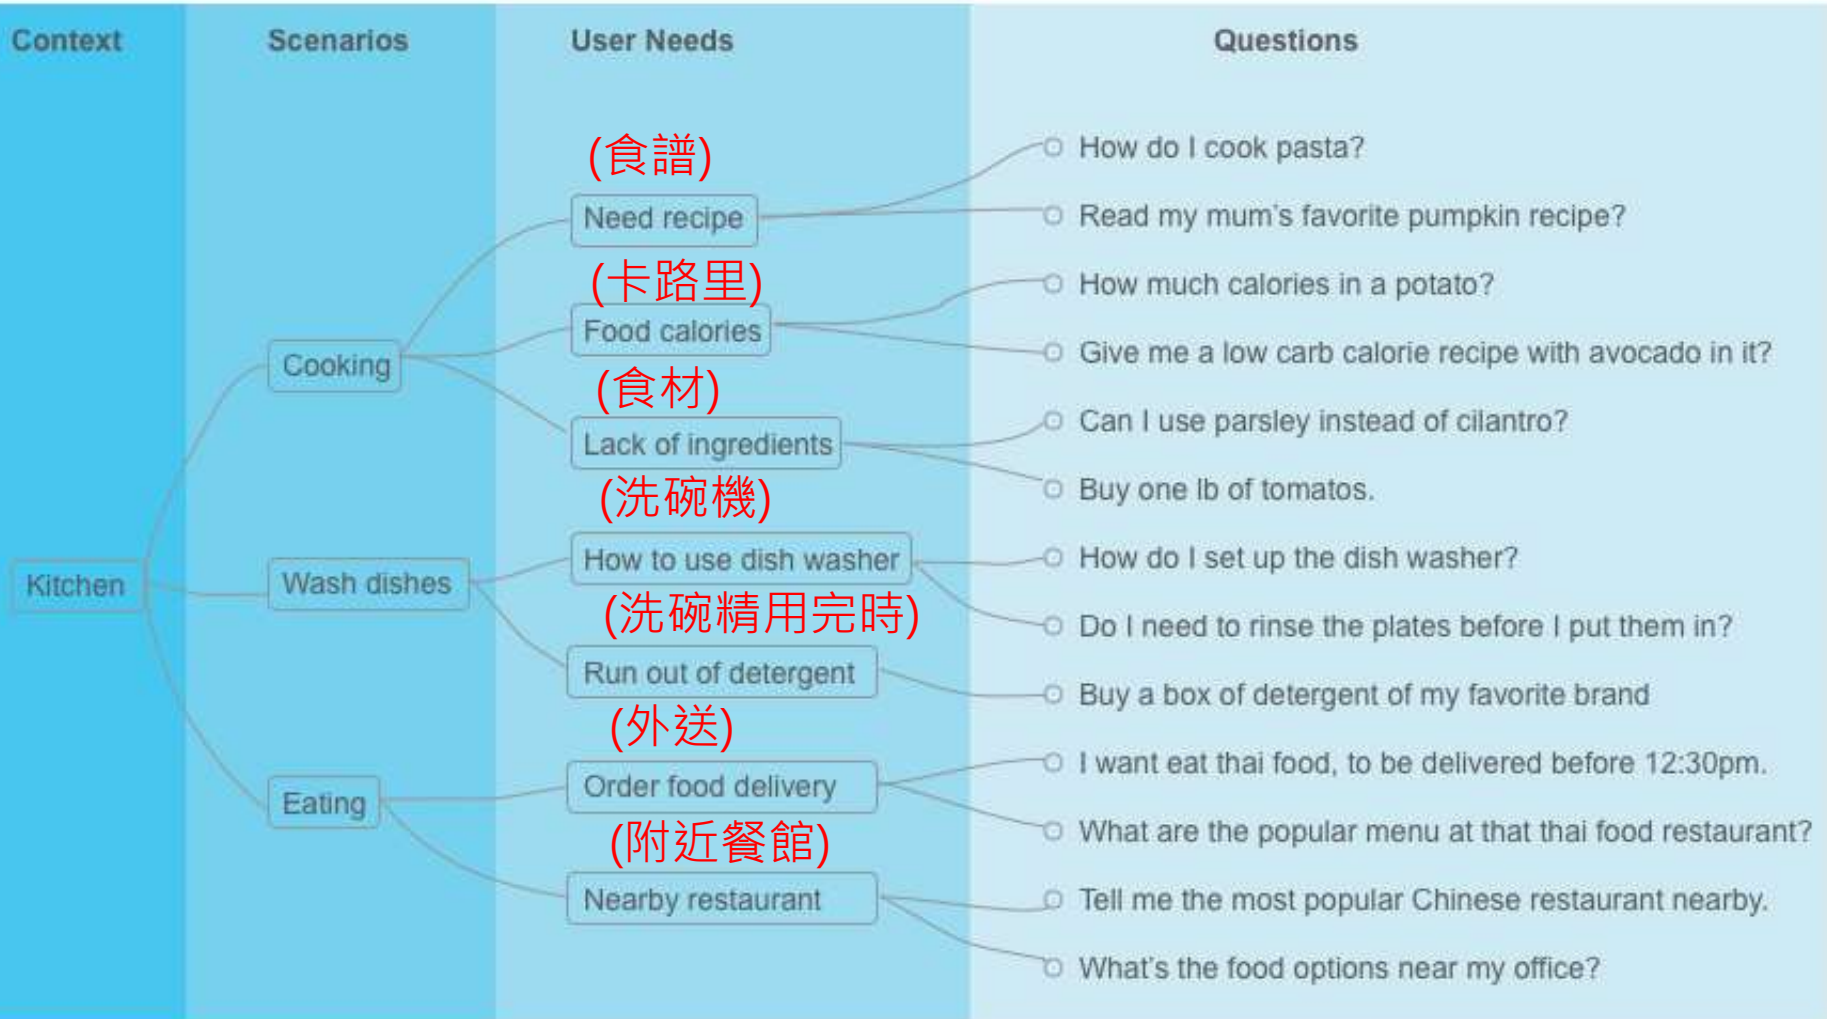 Context
Scenarios
User Needs
Questions
Kitchen
Cooking
Wash dishes
Eating
(食譜)
Need recipe
(卡路里)
Food calories
(食材)
Lack of ingredients
(洗碗機)
How to use dish washer
(洗碗精用完時)
Run out of detergent
(外送)
Order food delivery
(附近餐館)
Nearby restaurant
How do I cook pasta?
Read my mum's favorite pumpkin recipe?
How much calories in a potato?
Give me a low carb calorie recipe with avocado in it?
Can I use parsley instead of cilantro?
Buy one lb of tomatos.
How do I set up the dish washer?
Do I need to rinse the plates before I put them in?
Buy a box of detergent of my favorite brand
I want eat thai food, to be delivered before 12:30pm.
What are the popular menu at that thai food restaurant?
Tell me the most popular Chinese restaurant nearby.
What's the food options near my office?